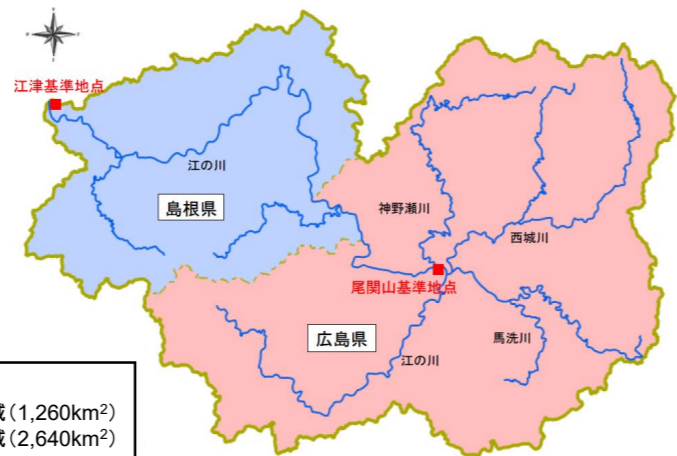 江津基準地点
江の川
島根県
神野瀬川
西城川
尾関山基準地点
広島県
江の川
馬洗川
域(1,260km²)
域(2,640km²)